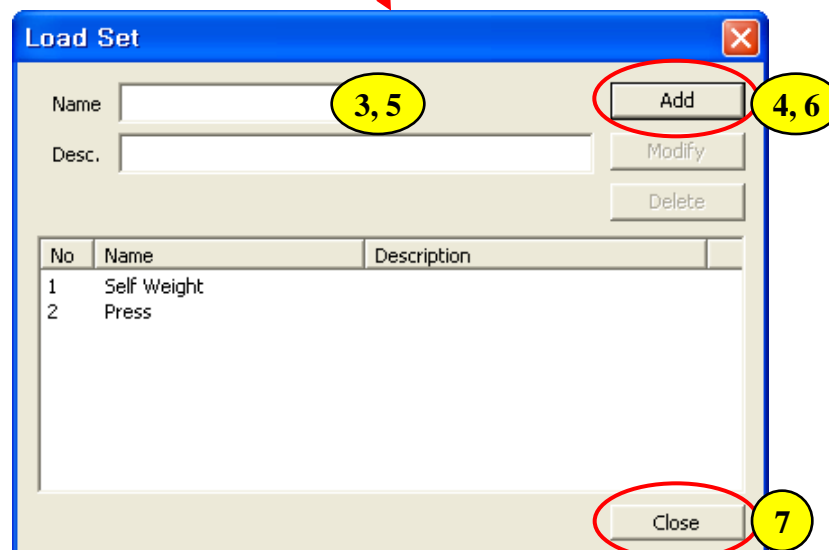 Load Set
Name 3, 5 Add 4, 6
Desc. Modify
Delete
No Name Description
1 Self Weight
2 Press
Close 7